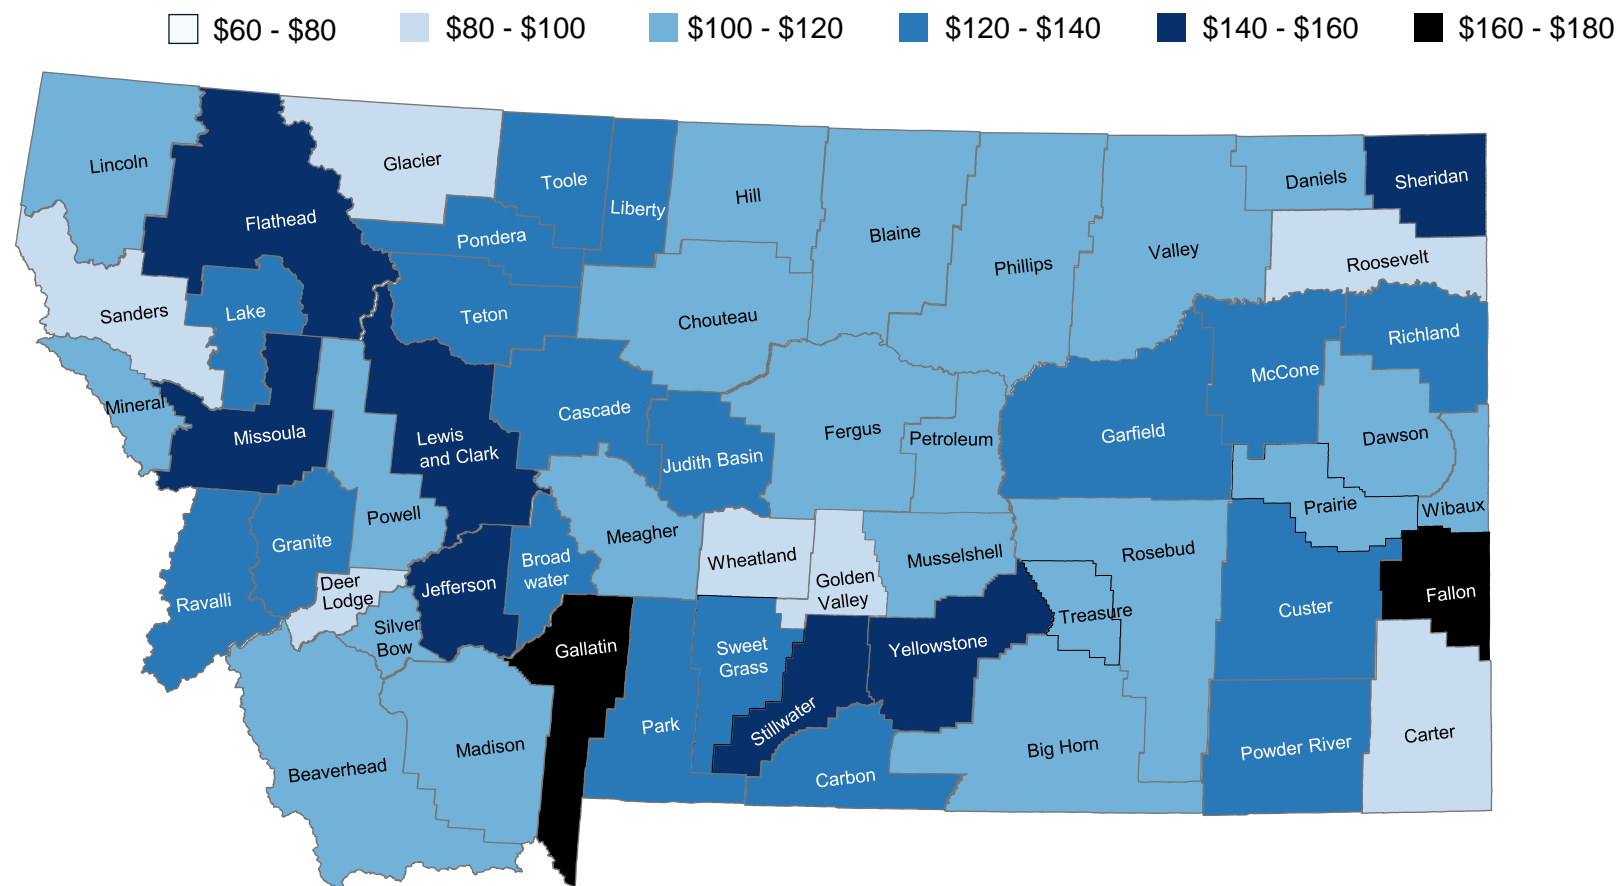 $60 - $80
$80 - $100
$100 - $120
$120 - $140
$140 - $160
$160 - $180
Lincoln
Glacier
Flathead
Toole
Liberty
Hill
Daniels
Sheridan
Pondera
Blaine
Phillips
Valley
Roosevelt
Sanders
Lake
Teton
Chouteau
Richland
McCone
Mineral
Missoula
Lewis
and Clark
Cascade
Judith Basin
Fergus
Petroleum
Garfield
Dawson
Powell
Prairie
Wibaux
Granite
Broad
water
Meagher
Wheatland
Musselshell
Rosebud
Deer
Lodge
Jefferson
Golden
Valley
Ravalli
Silver
Bow
Treasure
Custer
Fallon
Gallatin
Sweet
Grass
Yellowstone
Park
Stillwater
Madison
Beaverhead
Carbon
Big Horn
Powder River
Carter